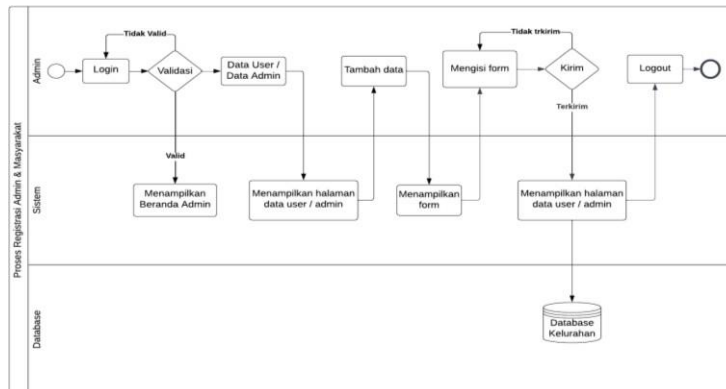 Proses Registrasi Admin & Masyarakat
Admin
Tidak Valid
Login
Validasi
Data User /
Data Admin
Tambah data
Tidak trkirim
Mengisi form
Kirim
Logout
Terkirim
Valid
Sistem
Menampilkan
Beranda Admin
Menampilkan halaman
data user / admin
Menampilkan
form
Menampilkan halaman
data user / admin
Database
Database
Kelurahan